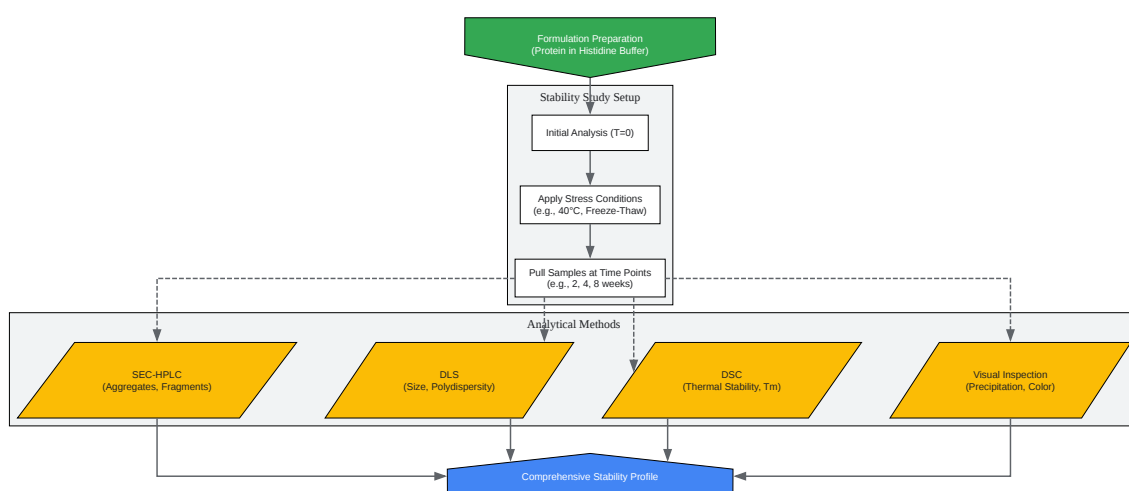 Formulation Preparation
(Protein in Histidine Buffer)
Stability Study Setup
Initial Analysis (T=0)
Apply Stress Conditions
(e.g., 40°C, Freeze-Thaw)
Pull Samples at Time Points
(e.g., 2, 4, 8 weeks)
Analytical Methods
SEC-HPLC
(Aggregates, Fragments)
DLS
(Size, Polydispersity)
DSC
(Thermal Stability, Tm)
Visual Inspection
(Precipitation, Color)
Comprehensive Stability Profile